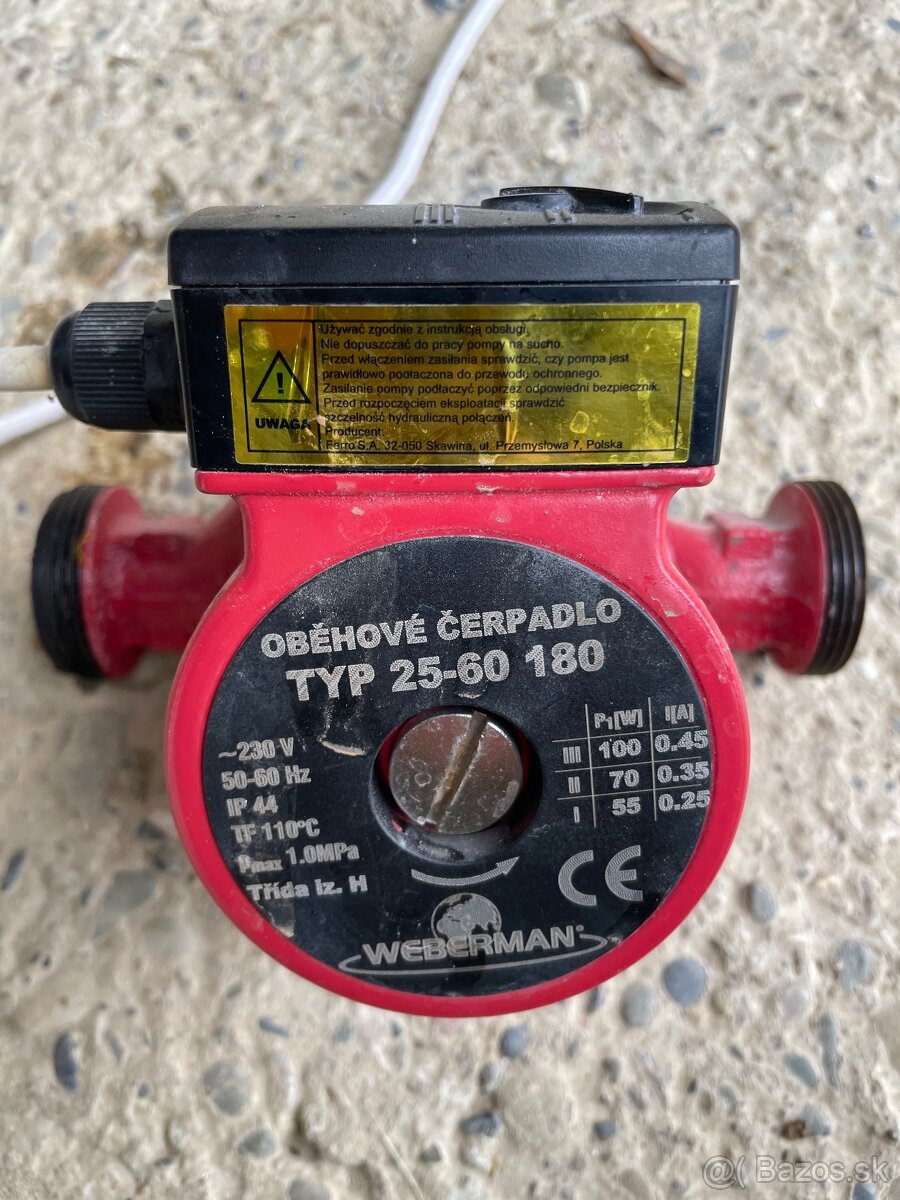 Używać zgodnie z instrukcją obsługi.
Nie dopuszczać do pracy pompy na sucho.
Przed włączeniem zasilania sprawdzić, czy pompa jest
prawidłowo podłaczona do przewodu ochronnego.
Zasilanie pompy podłaczyć poprzez odpowiedni bezpiecznik.
Przed rozpoczęciem eksploatacji sprawdzić
szczelność hydrauliczną połączeń.
Producent:
Ferro S.A. 32-050 Skawina, ul. Przemysłowa 7, Polska
!
UWAGA
OBĚHOVÉ ČERPADLO
TYP 25-60 180
~230 V
50-60 Hz
IP 44
TF 110°C
Pmax 1.0MPa
Třída iz. H
P1[W] I[A]
III 100 0.45
II 70 0.35
I 55 0.25
CE
WEBERMAN®
III
II
I
@( Bazos.sk